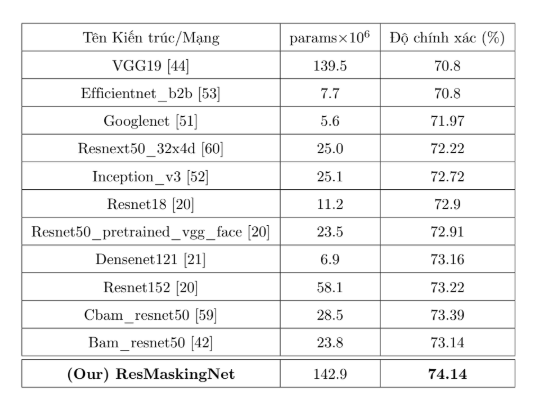 Tên Kiến trúc/Mạng params×10⁶ Độ chính xác (%)
VGG19 [44] 139.5 70.8
Efficientnet_b2b [53] 7.7 70.8
Googlenet [51] 5.6 71.97
Resnext50_32x4d [60] 25.0 72.22
Inception_v3 [52] 25.1 72.72
Resnet18 [20] 11.2 72.9
Resnet50_pretrained_vgg_face [20] 23.5 72.91
Densenet121 [21] 6.9 73.16
Resnet152 [20] 58.1 73.22
Cbam_resnet50 [59] 28.5 73.39
Bam_resnet50 [42] 23.8 73.14
(Our) ResMaskingNet 142.9 74.14